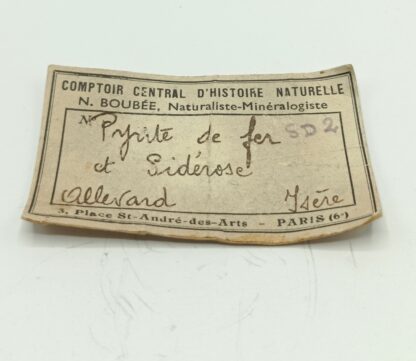 COMPTOIR CENTRAL D'HISTOIRE NATURELLE
N. BOUBÉE, Naturaliste-Minéralogiste
N° Pyrite de fer SD2
et Sidérose
Allevard Isère
3, Place St-André-des-Arts - PARIS (6e)